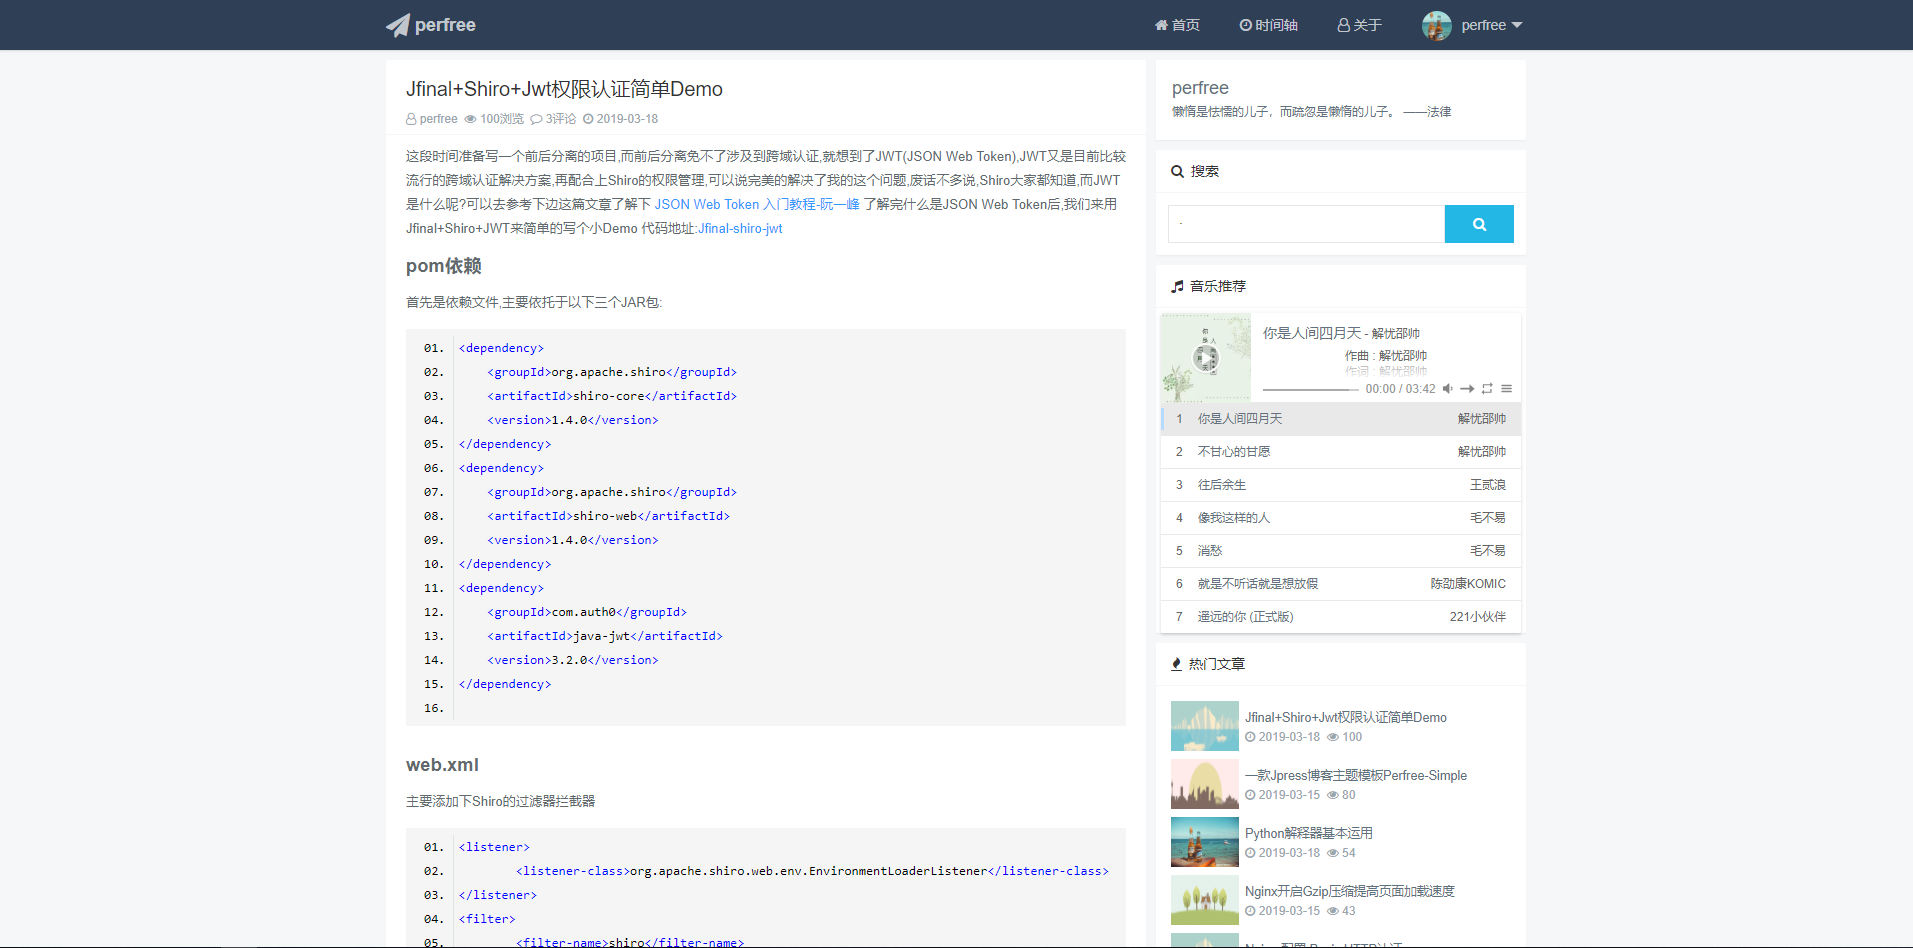 perfree
首页 时间轴 关于 perfree
Jfinal+Shiro+Jwt权限认证简单Demo
perfree 100浏览 3评论 2019-03-18
这段时间准备写一个前后分离的项目,而前后分离免不了涉及到跨域认证,就想到了JWT(JSON Web Token),JWT又是目前比较
流行的跨域认证解决方案,再配合上Shiro的权限管理,可以说完美的解决了我的这个问题,废话不多说,Shiro大家都知道,而JWT
是什么呢?可以去参考下边这篇文章了解下 JSON Web Token 入门教程-阮一峰 了解完什么是JSON Web Token后,我们来用
Jfinal+Shiro+JWT来简单的写个小Demo 代码地址:Jfinal-shiro-jwt
pom依赖
首先是依赖文件,主要依托于以下三个JAR包:
01. <dependency>
02.     <groupId>org.apache.shiro</groupId>
03.     <artifactId>shiro-core</artifactId>
04.     <version>1.4.0</version>
05. </dependency>
06. <dependency>
07.     <groupId>org.apache.shiro</groupId>
08.     <artifactId>shiro-web</artifactId>
09.     <version>1.4.0</version>
10. </dependency>
11. <dependency>
12.     <groupId>com.auth0</groupId>
13.     <artifactId>java-jwt</artifactId>
14.     <version>3.2.0</version>
15. </dependency>
16.
web.xml
主要添加下Shiro的过滤器拦截器
01. <listener>
02.         <listener-class>org.apache.shiro.web.env.EnvironmentLoaderListener</listener-class>
03. </listener>
04. <filter>
05.         <filter-name>shiro</filter-name>
perfree
懒惰是怯懦的儿子，而疏忽是懒惰的儿子。 ——法律
搜索
音乐推荐
你是人间四月天 - 解忧邵帅
作曲 : 解忧邵帅
作词 : 解忧邵帅
00:00 / 03:42
1 你是人间四月天 解忧邵帅
2 不甘心的甘愿 解忧邵帅
3 往后余生 王贰浪
4 像我这样的人 毛不易
5 消愁 毛不易
6 就是不听话就是想放假 陈劭康KOMIC
7 遥远的你 (正式版) 221小伙伴
热门文章
Jfinal+Shiro+Jwt权限认证简单Demo
2019-03-18 100
一款Jpress博客主题模板Perfree-Simple
2019-03-15 80
Python解释器基本运用
2019-03-18 54
Nginx开启Gzip压缩提高页面加载速度
2019-03-15 43